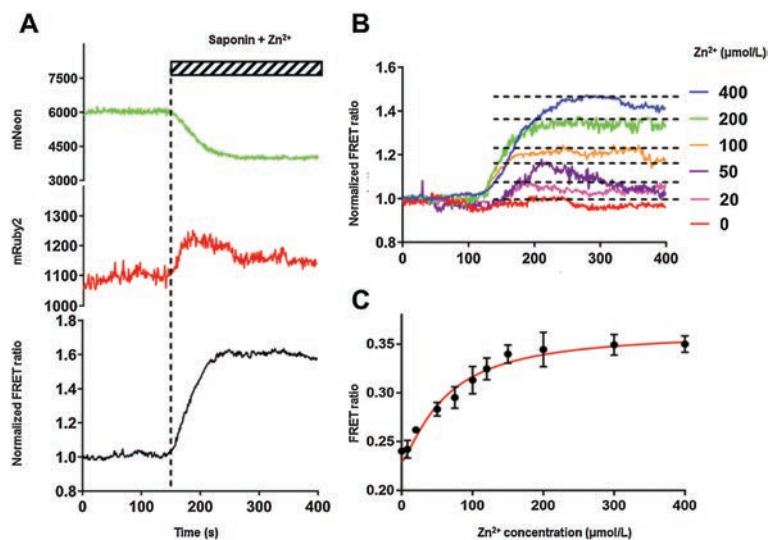 A
Saponin + Zn²⁺
mNeon
7500
6000
4500
3000
mRuby2
1300
1200
1100
1000
Normalized FRET ratio
1.8
1.6
1.4
1.2
1.0
0.8
0 100 200 300 400
Time (s)
B
Zn²⁺ (μmol/L)
Normalized FRET ratio
1.6
1.4
1.2
1.0
0.8
0 100 200 300 400
400
200
100
50
20
0
C
FRET ratio
0.35
0.30
0.25
0.20
0 100 200 300 400
Zn²⁺ concentration (μmol/L)